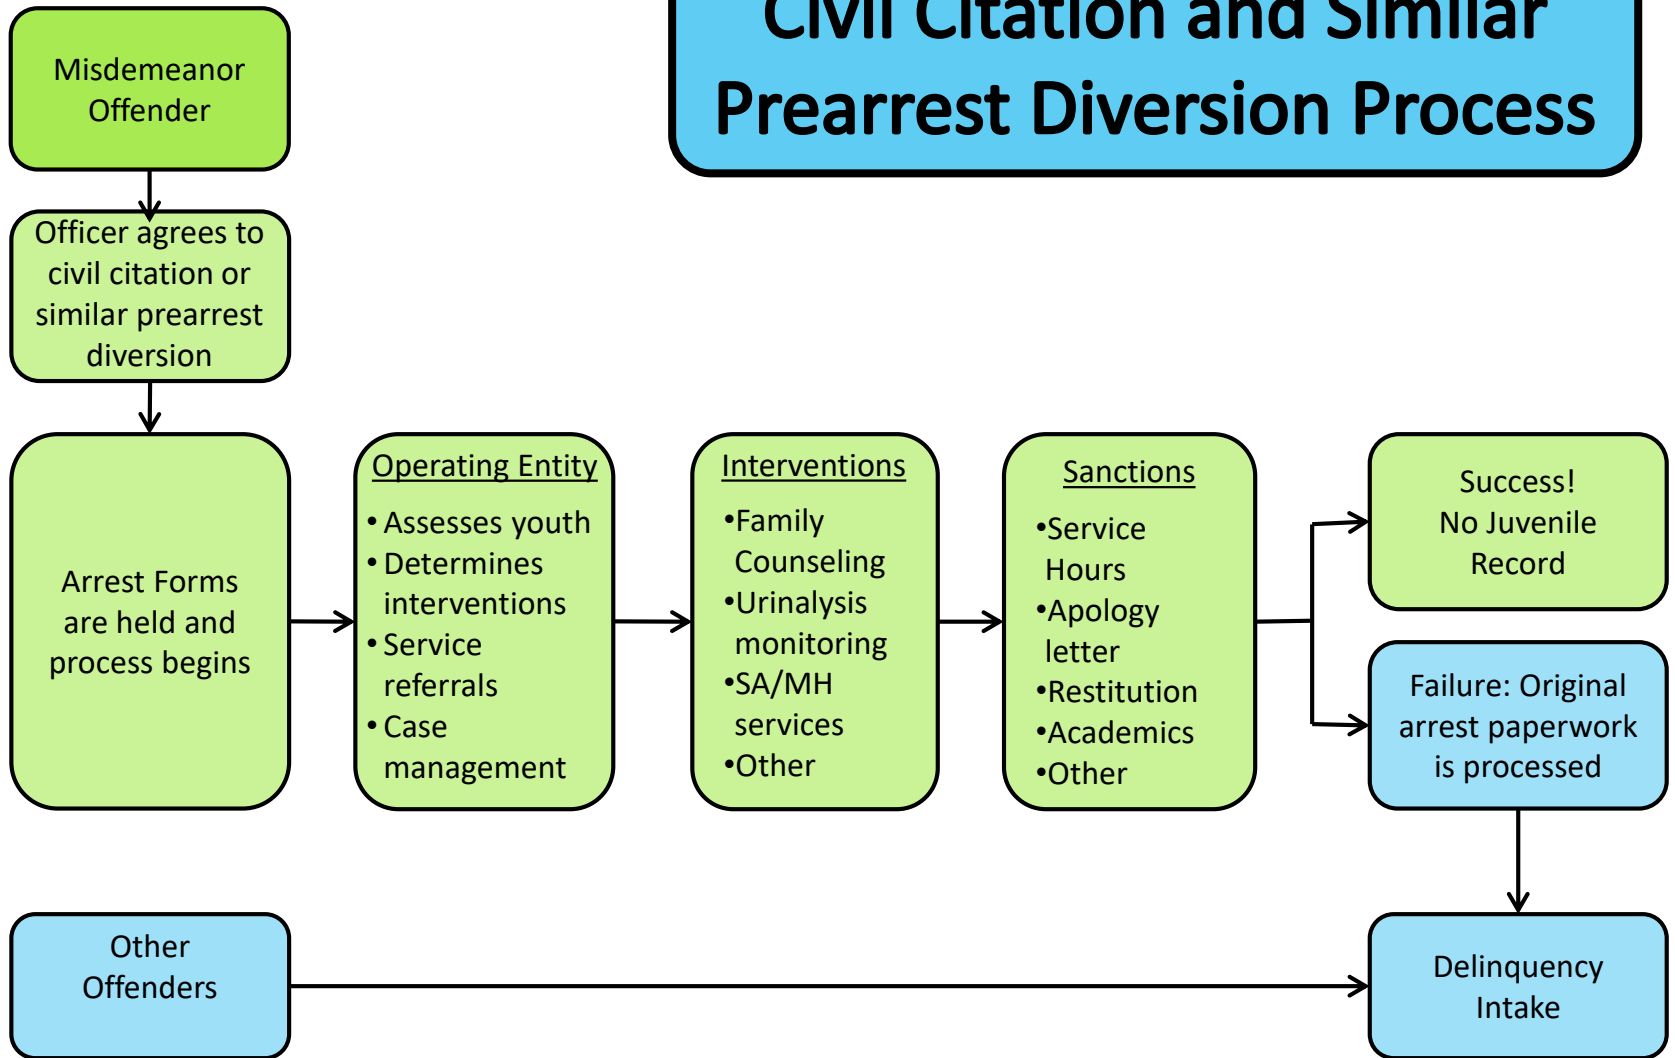 Civil Citation and Similar
Prearrest Diversion Process
Misdemeanor
Offender
Officer agrees to
civil citation or
similar prearrest
diversion
Arrest Forms
are held and
process begins
Operating Entity
• Assesses youth
• Determines
interventions
• Service
referrals
• Case
management
Interventions
•Family
Counseling
•Urinalysis
monitoring
•SA/MH
services
•Other
Sanctions
•Service
Hours
•Apology
letter
•Restitution
•Academics
•Other
Success!
No Juvenile
Record
Failure: Original
arrest paperwork
is processed
Other
Offenders
Delinquency
Intake